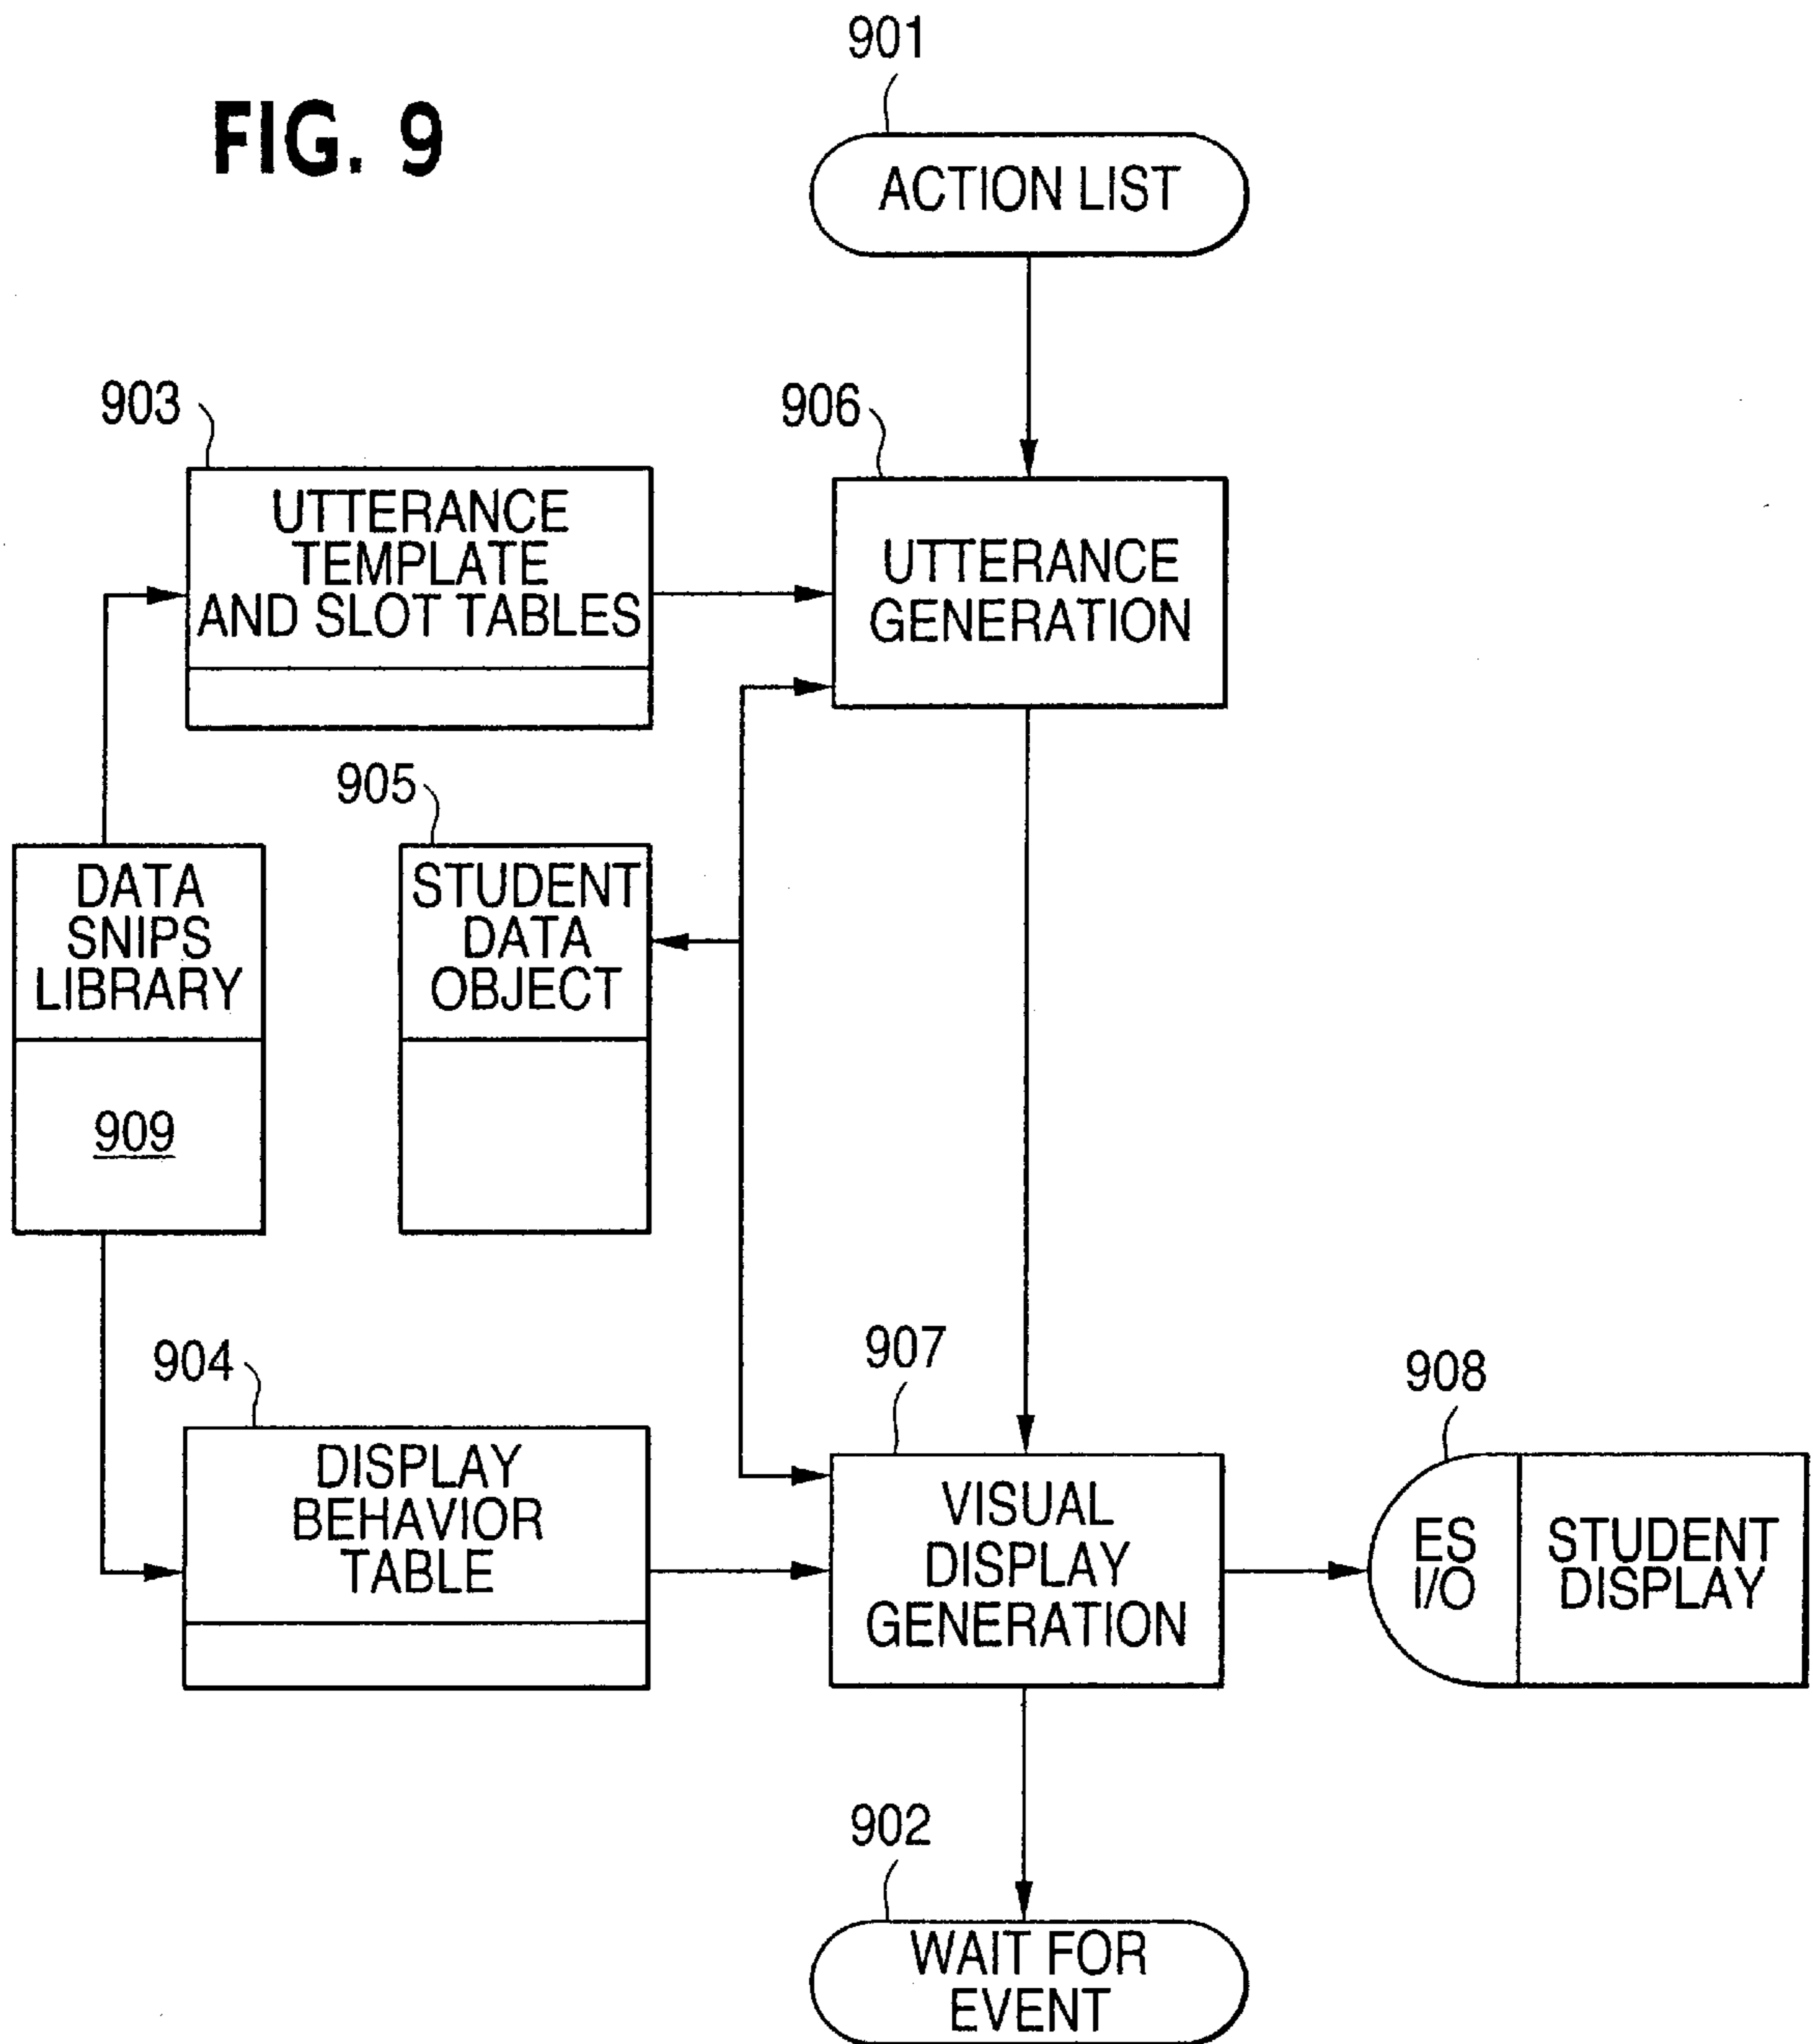 FIG. 9
901
ACTION LIST
903
906
UTTERANCE
TEMPLATE
AND SLOT TABLES
UTTERANCE
GENERATION
905
DATA
SNIPS
LIBRARY
909
STUDENT
DATA
OBJECT
904
907
908
DISPLAY
BEHAVIOR
TABLE
VISUAL
DISPLAY
GENERATION
ES
I/O
STUDENT
DISPLAY
902
WAIT FOR
EVENT